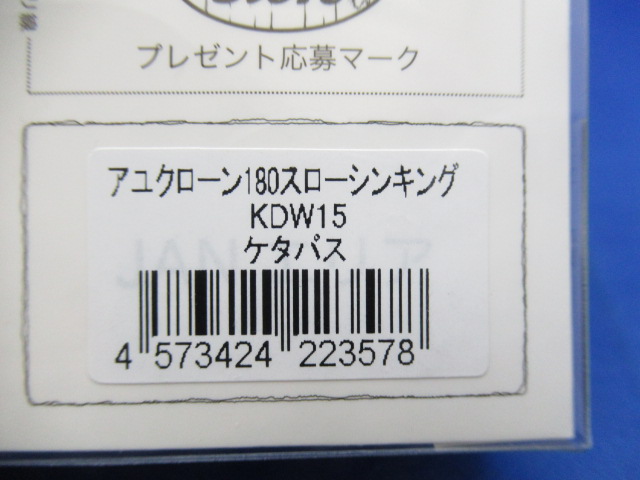 プレゼント応募マーク
アユクローン180スローシンキング
KDW15
ケタバス
4 573424 223578